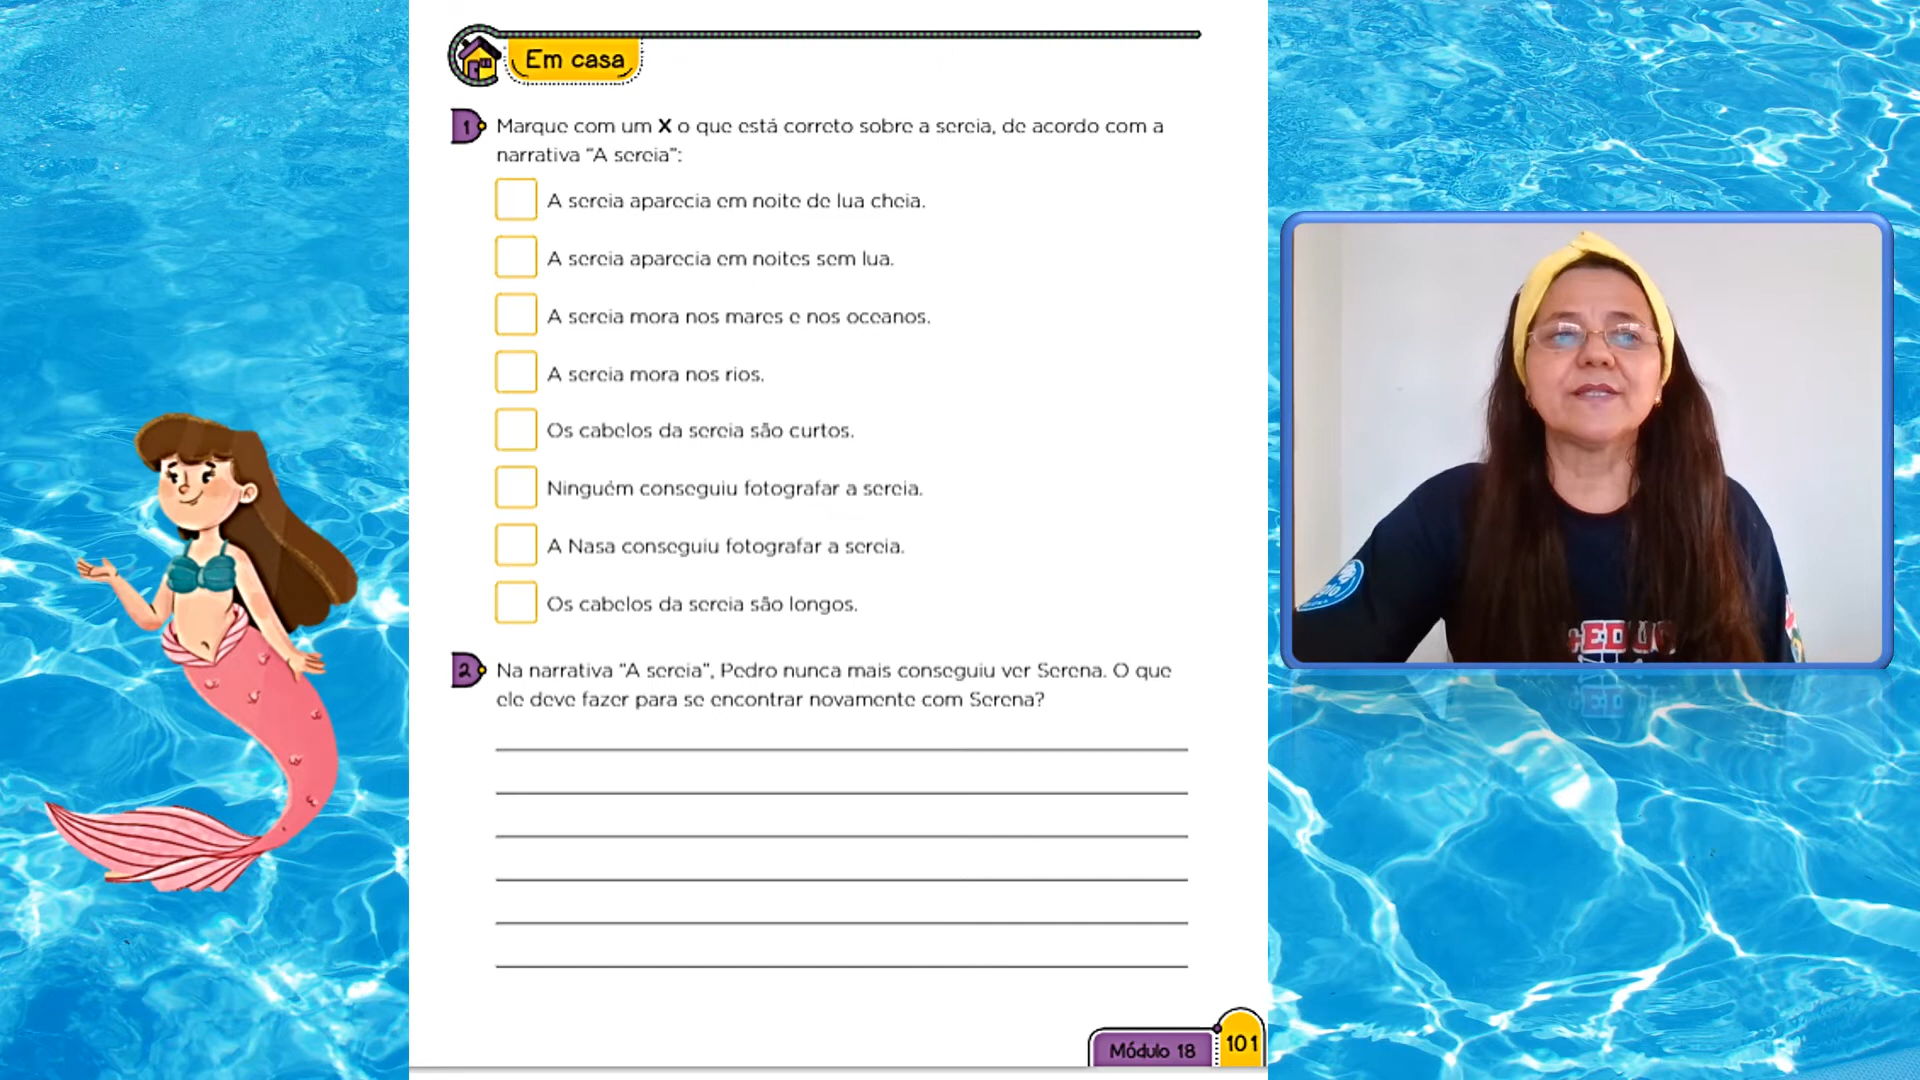 Em casa
1 Marque com um X o que está correto sobre a sereia, de acordo com a
narrativa “A sereia”:
A sereia aparecia em noite de lua cheia.
A sereia aparecia em noites sem lua.
A sereia mora nos mares e nos oceanos.
A sereia mora nos rios.
Os cabelos da sereia são curtos.
Ninguém conseguiu fotografar a sereia.
A Nasa conseguiu fotografar a sereia.
Os cabelos da sereia são longos.
2 Na narrativa “A sereia”, Pedro nunca mais conseguiu ver Serena. O que
ele deve fazer para se encontrar novamente com Serena?
Módulo 18
101